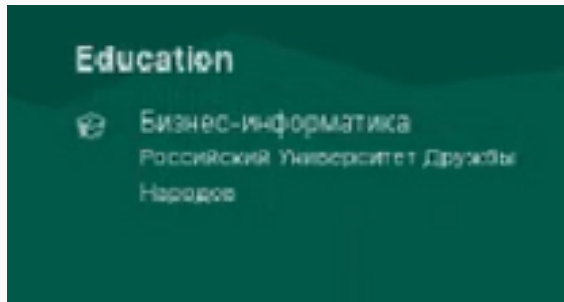 Education
Бизнес-информатика
Российский Университет Дружбы
Народов